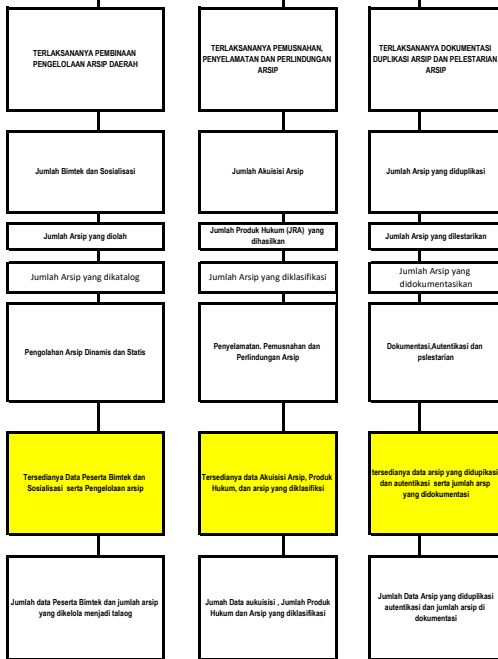 TERLAKSANANYA PEMBINAAN
PENGELOLAAN ARSIP DAERAH
TERLAKSANANYA PEMUSNAHAN,
PENYELAMATAN DAN PERLINDUNGAN
ARSIP
TERLAKSANANYA DOKUMENTASI
DUPLIKASI ARSIP DAN PELESTARIAN
ARSIP
Jumlah Bimtek dan Sosialisasi
Jumlah Akuisisi Arsip
Jumlah Arsip yang diduplikasi
Jumlah Arsip yang diolah
Jumlah Produk Hukum (JRA) yang
dihasilkan
Jumlah Arsip yang dilestarikan
Jumlah Arsip yang dikatalog
Jumlah Arsip yang diklasifikasi
Jumlah Arsip yang
didokumentasikan
Pengolahan Arsip Dinamis dan Statis
Penyelamatan. Pemusnahan dan
Perlindungan Arsip
Dokumentasi,Autentikasi dan
pslestarian
Tersedianya Data Peserta Bimtek dan
Sosialisasi serta Pengelolaan arsip
Tersedianya data Akuisisi Arsip, Produk
Hukum, dan arsip yang diklasifiksi
tersedianya data arsip yang didupikasi
dan autentikasi serta jumlah arsp
yang didokumentasi
Jumlah data Peserta Bimtek dan jumlah arsip
yang dikelola menjadi talaog
Jumah Data aukuisisi , Jumlah Produk
Hukum dan Arsip yang diklasifikasi
Jumlah Data Arsip yang diduplikasi
autentikasi dan jumlah arsip di
dokumentasi